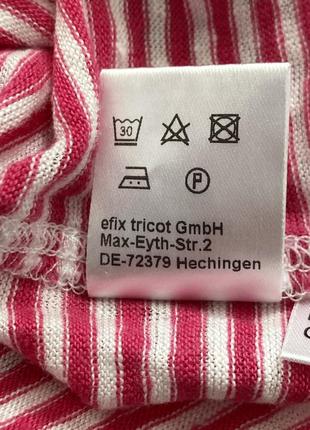 30
P
efix tricot GmbH
Max-Eyth-Str.2
DE-72379 Hechingen